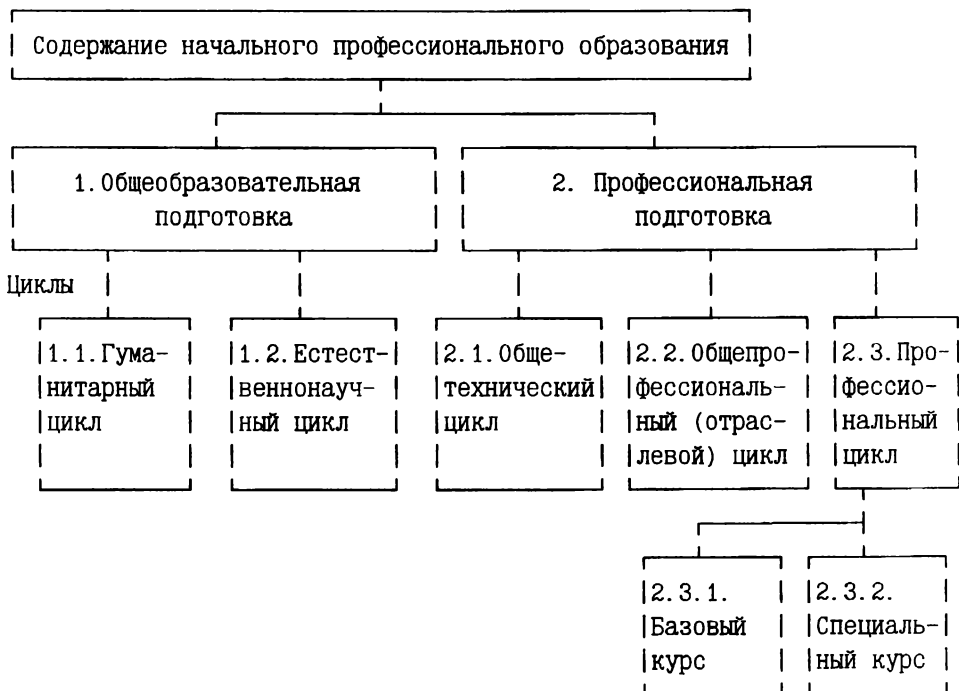 Содержание начального профессионального образования
1. Общеобразовательная
подготовка
2. Профессиональная
подготовка
Циклы
1.1. Гума-
нитарный
цикл
1.2. Естест-
веннонауч-
ный цикл
2.1. Обще-
технический
цикл
2.2. Общепро-
фессиональ-
ный (отрас-
левой) цикл
2.3. Про-
фессио-
нальный
цикл
2.3.1.
Базовый
курс
2.3.2.
Специаль-
ный курс